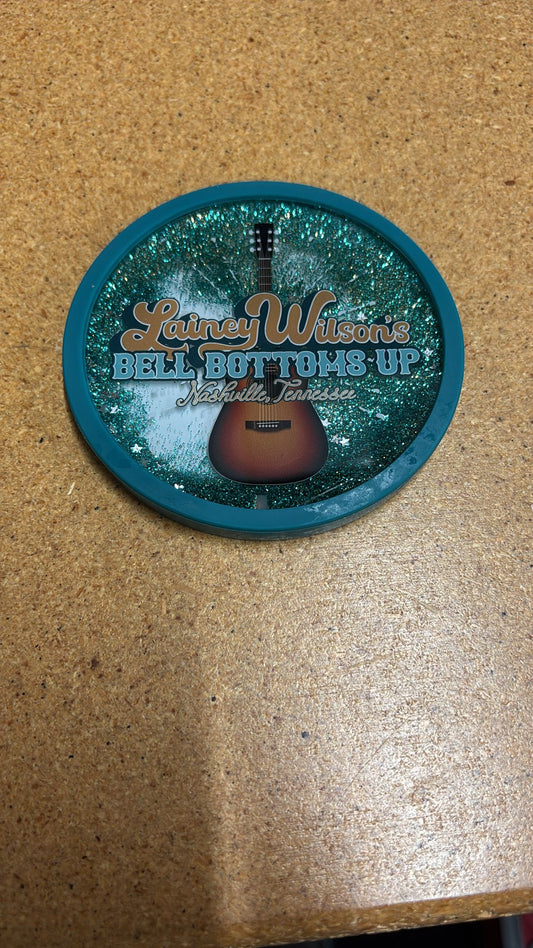 Lainey Wilson's
BELL BOTTOMS UP
Nashville, Tennessee